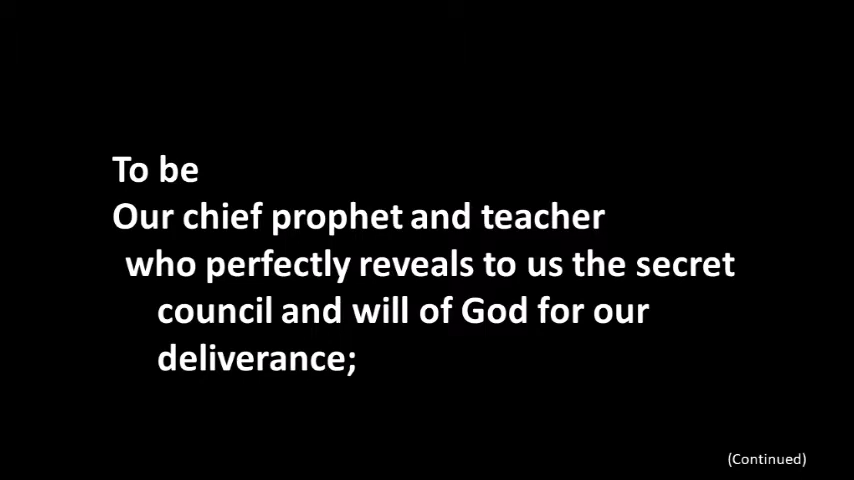 To be
Our chief prophet and teacher
who perfectly reveals to us the secret
council and will of God for our
deliverance;
(Continued)